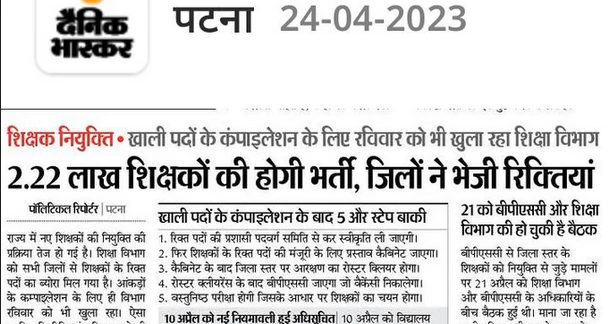 दैनिक
भास्कर
पटना 24-04-2023
शिक्षक नियुक्ति • खाली पदों के कंपाइलेशन के लिए रविवार को भी खुला रहा शिक्षा विभाग
2.22 लाख शिक्षकों की होगी भर्ती, जिलों ने भेजी रिक्तियां
पॉलिटिकल रिपोर्टर | पटना
राज्य में नए शिक्षकों की नियुक्ति की
प्रक्रिया तेज हो गई है। शिक्षा विभाग
को सभी जिलों से शिक्षकों के रिक्त
पदों का ब्योरा मिल गया है। आंकड़ों
के कम्पाइलेशन के लिए ही विभाग
रविवार को भी खुला रहा। ऐसा
खाली पदों के कंपाइलेशन के बाद 5 और स्टेप बाकी
1. रिक्त पदों की प्रशासी पदवर्ग समिति से कर स्वीकृति ली जाएगी।
2. फिर शिक्षकों के रिक्त पदों की मंजूरी के लिए प्रस्ताव कैबिनेट जाएगा।
3. कैबिनेट के बाद जिला स्तर पर आरक्षण का रोस्टर क्लियर होगा।
4. रोस्टर क्लीयरेंस के बाद बीपीएससी जाएगा जो वैकेंसी निकालेगा।
5. वस्तुनिष्ठ परीक्षा होगी जिसके आधार पर शिक्षकों का चयन होगा।
10 अप्रैल को नई नियमावली हुई अधिसूचित | 10 अप्रैल को विद्यालय
21 को बीपीएससी और शिक्षा
विभाग की हो चुकी है बैठक
बीपीएससी से जिला स्तर के
शिक्षकों को नियुक्ति से जुड़े मामलों
पर 21 अप्रैल को शिक्षा विभाग
और बीपीएससी के अधिकारियों के
बीच बैठक हुई थी। माना जा रहा है